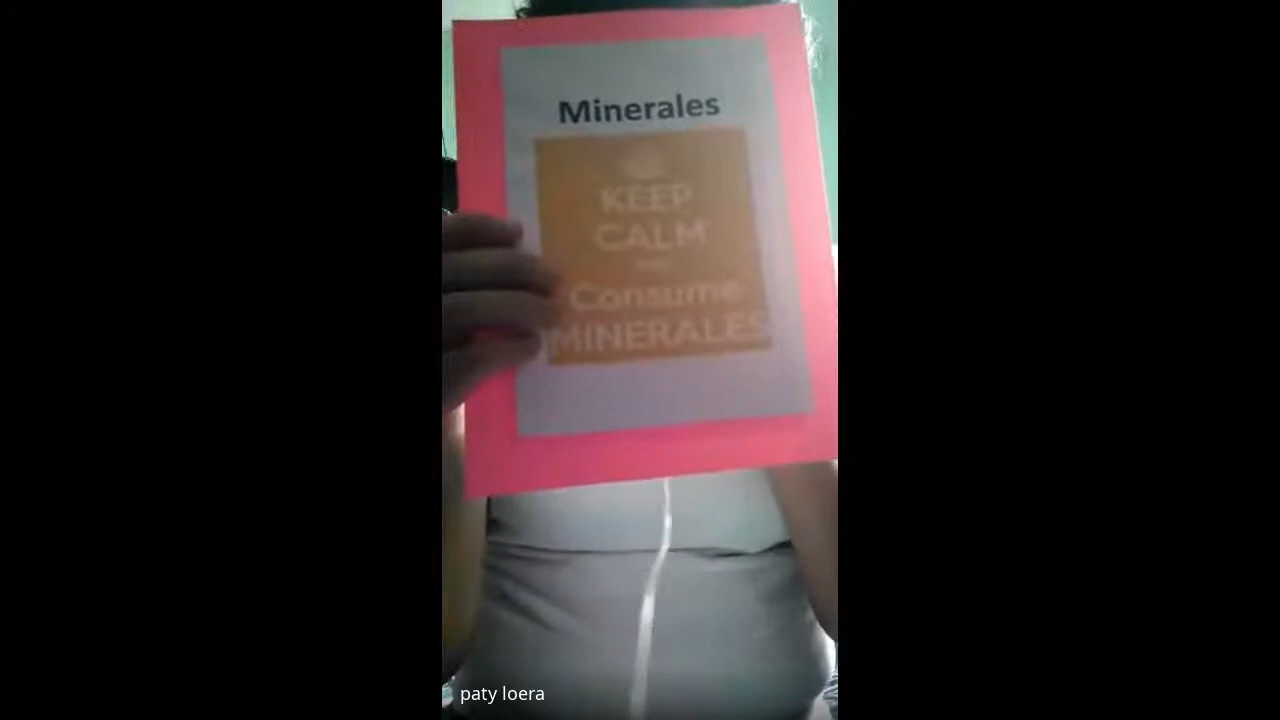 Minerales
KEEP
CALM
Consume
MINERALES
paty loera